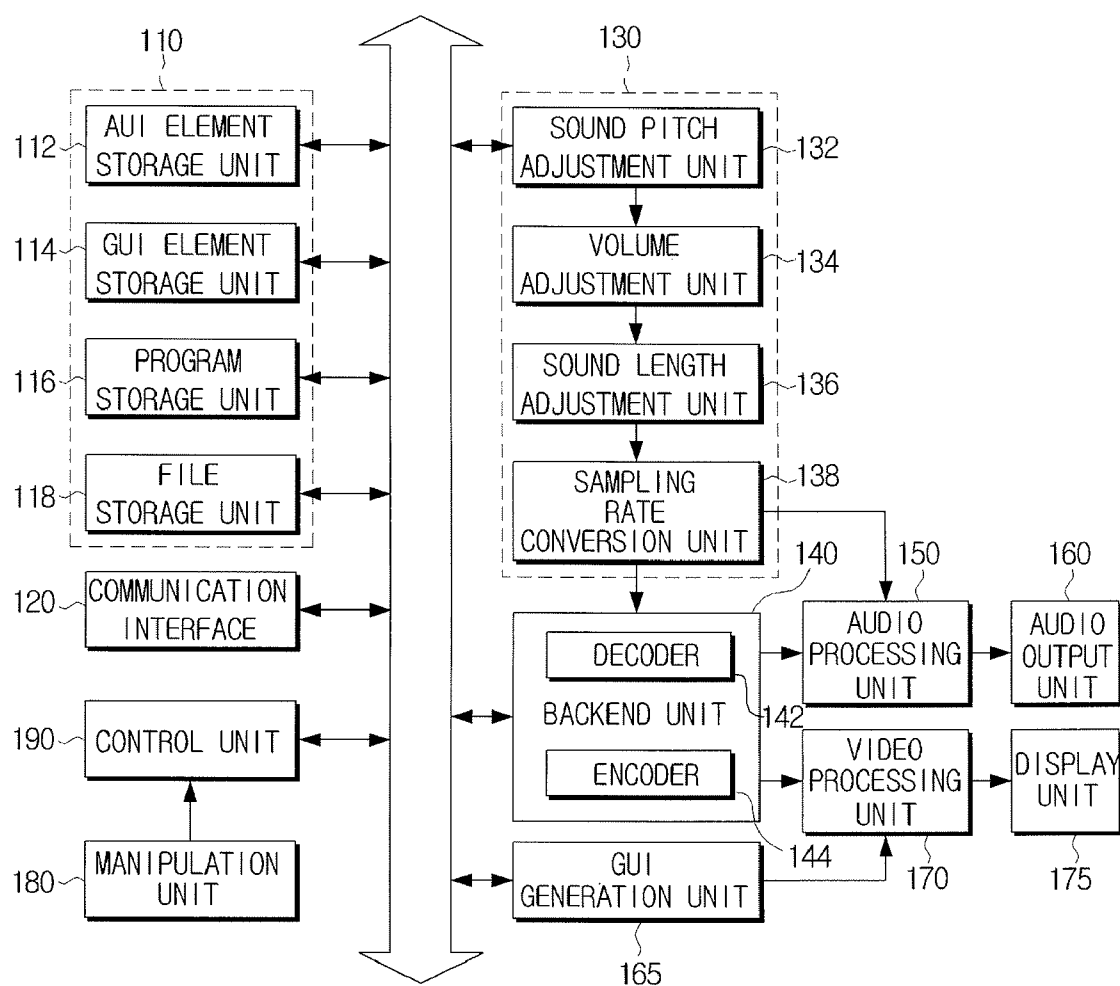 110
AUI ELEMENT
STORAGE UNIT
112
GUI ELEMENT
STORAGE UNIT
114
PROGRAM
STORAGE UNIT
116
FILE
STORAGE UNIT
118
COMMUNICATION
INTERFACE
120
CONTROL UNIT
190
MANIPULATION
UNIT
180
130
SOUND PITCH
ADJUSTMENT UNIT
132
VOLUME
ADJUSTMENT UNIT
134
SOUND LENGTH
ADJUSTMENT UNIT
136
SAMPLING
RATE
CONVERSION UNIT
138
140
DECODER
BACKEND UNIT
142
ENCODER
144
150
AUDIO
PROCESSING
UNIT
160
AUDIO
OUTPUT
UNIT
VIDEO
PROCESSING
UNIT
170
DISPLAY
UNIT
175
GUI
GENERATION UNIT
165